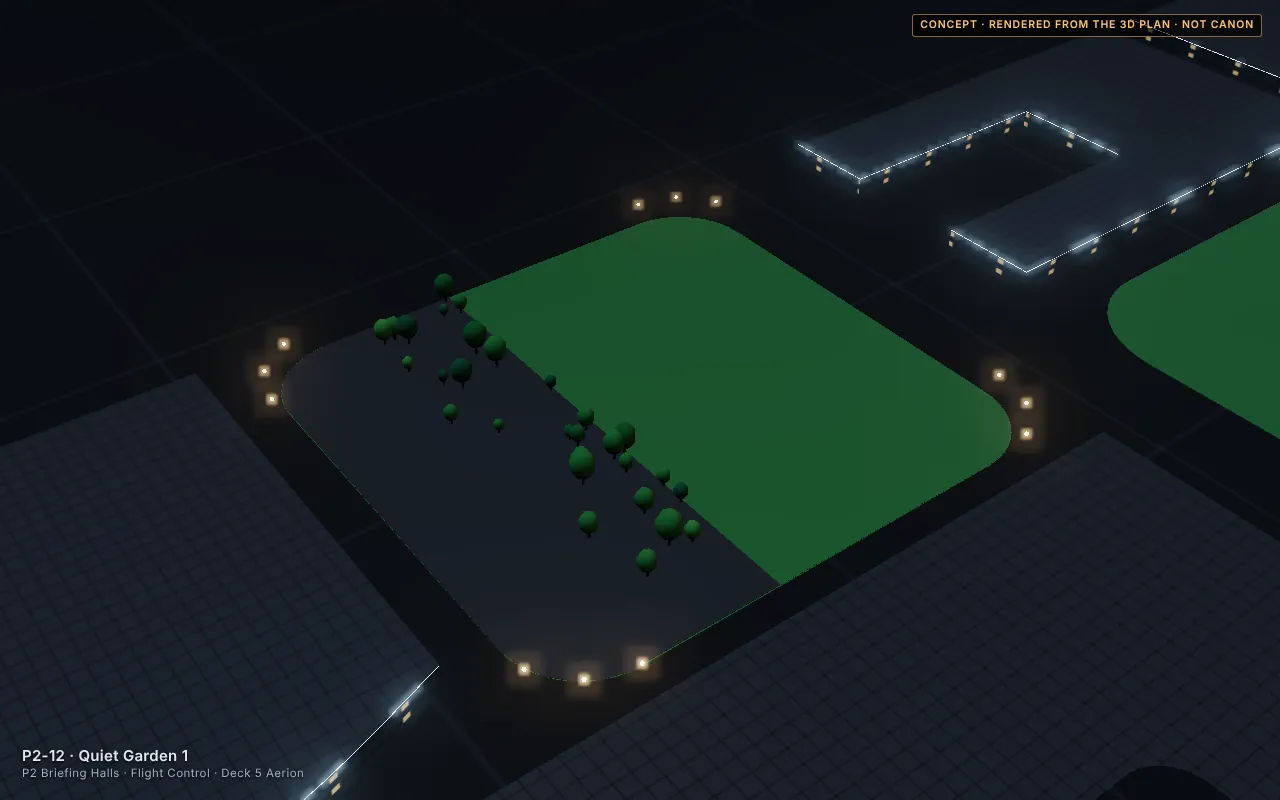 CONCEPT · RENDERED FROM THE 3D PLAN · NOT CANON
P2-12 · Quiet Garden 1
P2 Briefing Halls · Flight Control · Deck 5 Aerion